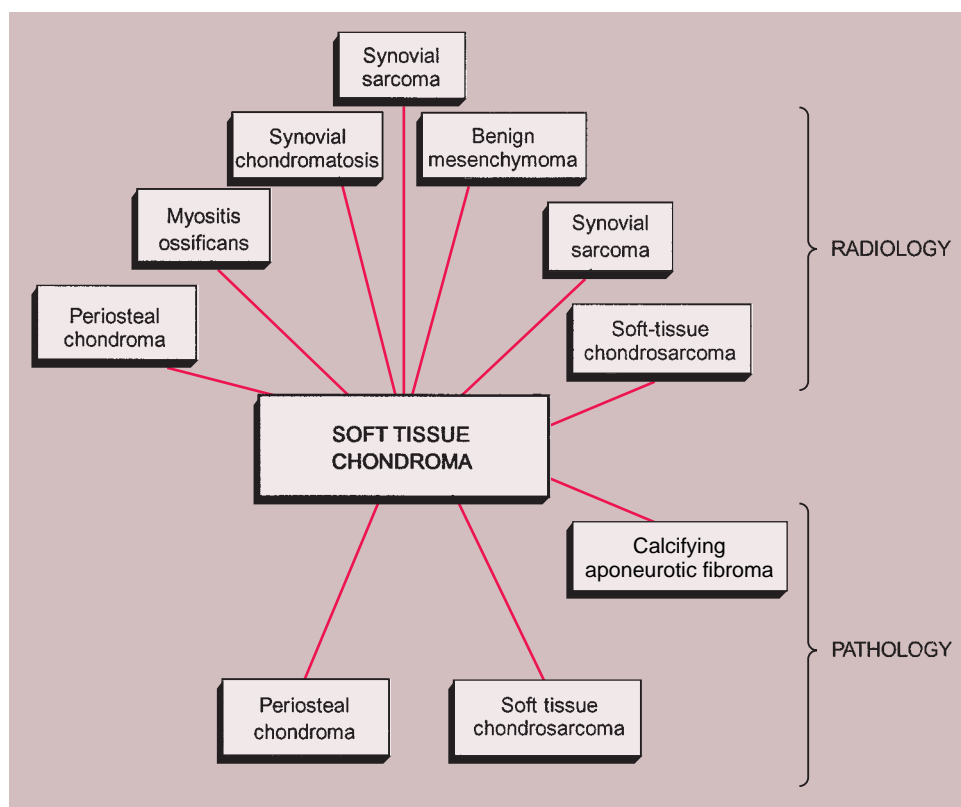 Synovial
sarcoma
Synovial
chondromatosis
Benign
mesenchymoma
Myositis
ossificans
Synovial
sarcoma
RADIOLOGY
Periosteal
chondroma
Soft-tissue
chondrosarcoma
SOFT TISSUE
CHONDROMA
Calcifying
aponeurotic fibroma
PATHOLOGY
Periosteal
chondroma
Soft tissue
chondrosarcoma